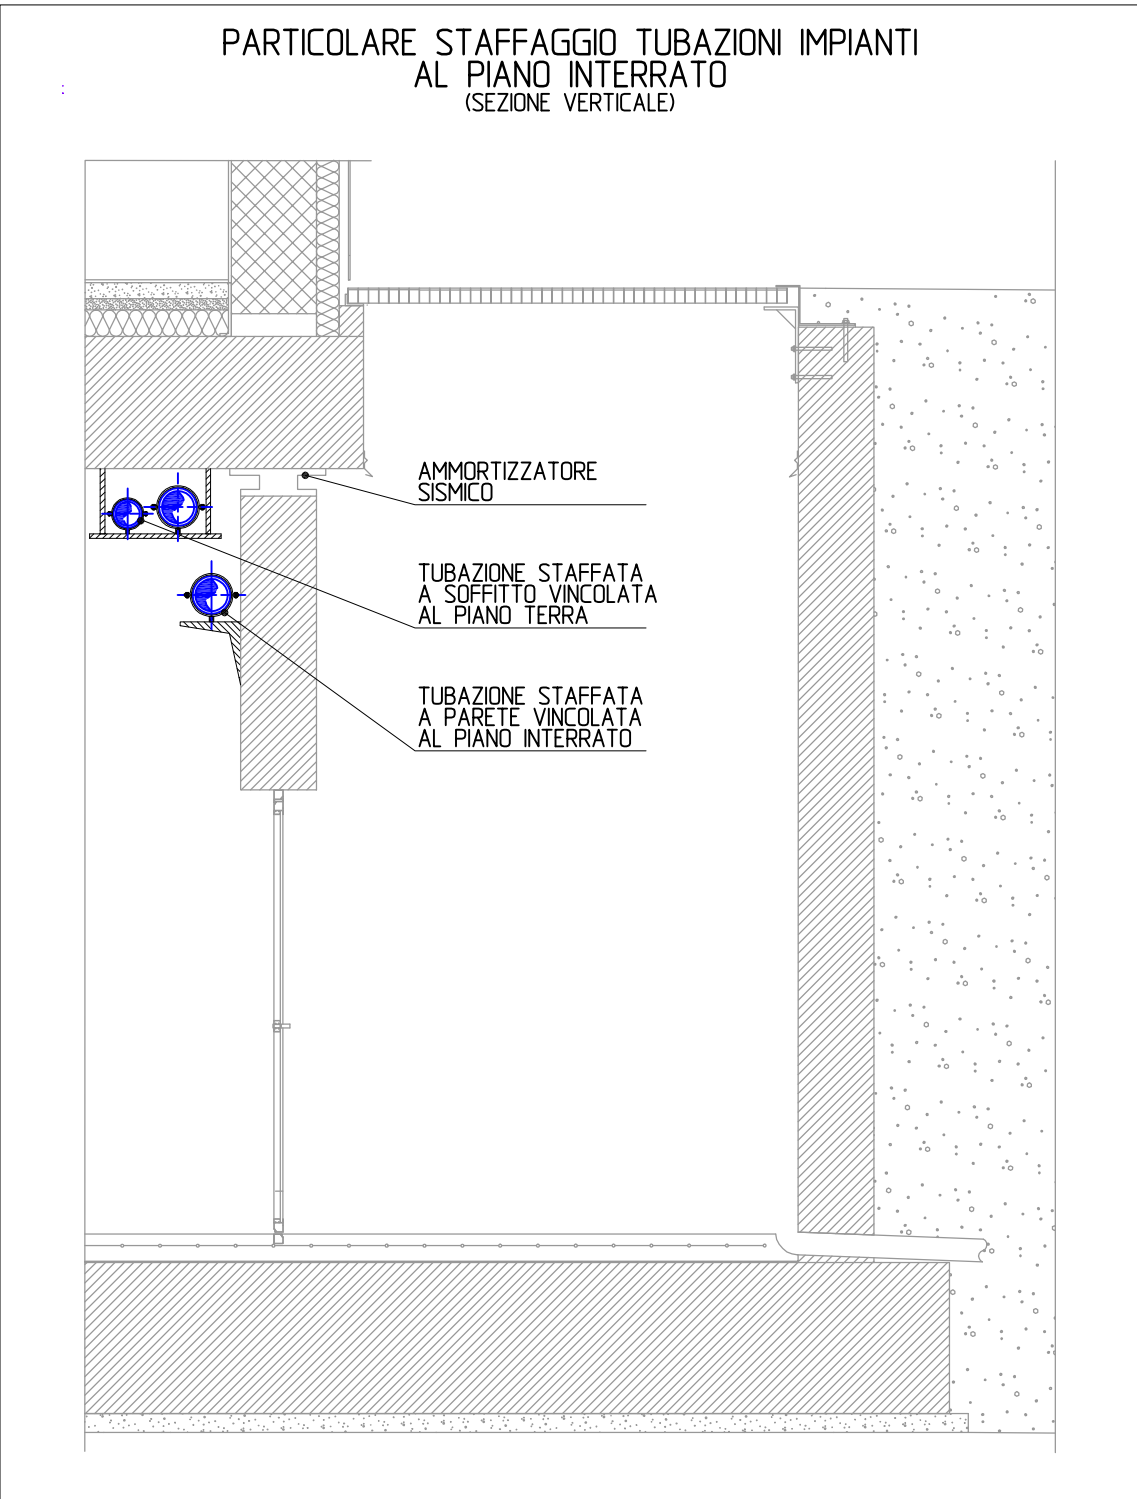 PARTICOLARE STAFFAGGIO TUBAZIONI IMPIANTI
AL PIANO INTERRATO
(SEZIONE VERTICALE)
AMMORTIZZATORE
SISMICO
TUBAZIONE STAFFATA
A SOFFITTO VINCOLATA
AL PIANO TERRA
TUBAZIONE STAFFATA
A PARETE VINCOLATA
AL PIANO INTERRATO